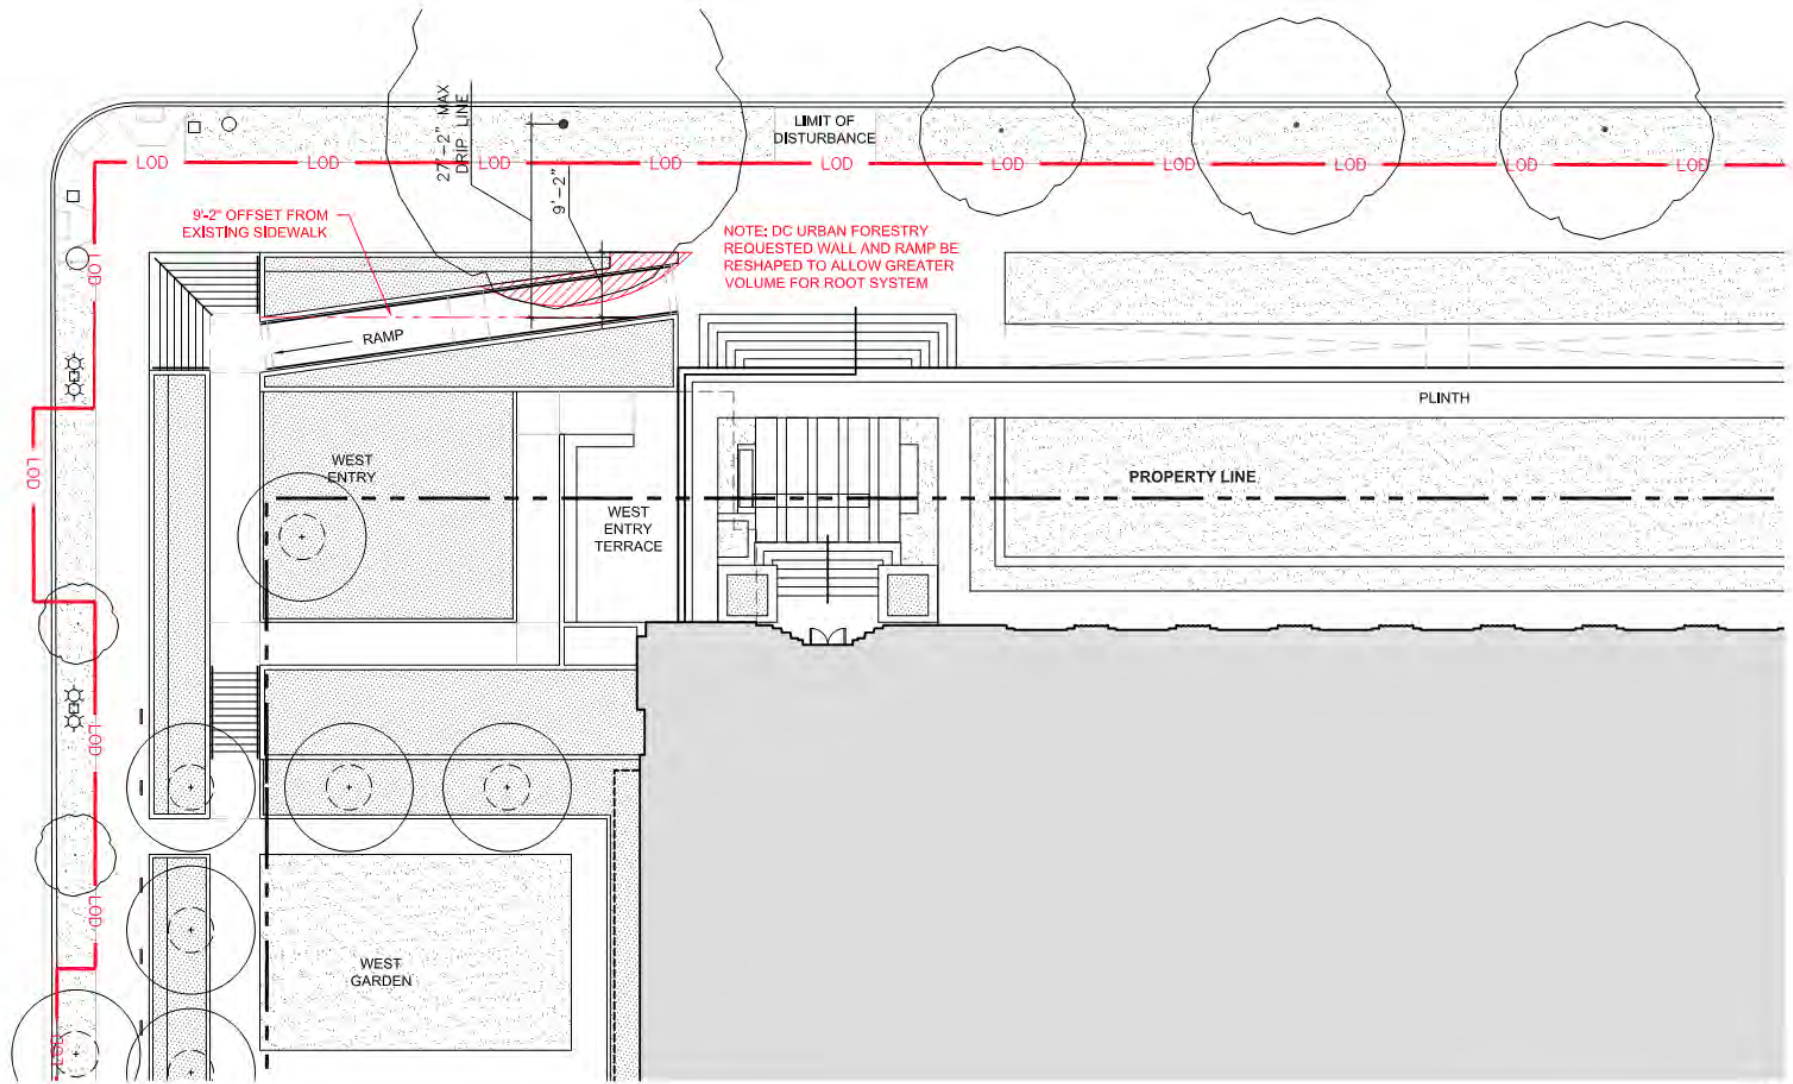 27'-2" MAX
DRIP LINE
LIMIT OF
DISTURBANCE
LOD LOD LOD LOD LOD LOD LOD LOD LOD LOD
9'-2"
9'-2" OFFSET FROM
EXISTING SIDEWALK
NOTE: DC URBAN FORESTRY
REQUESTED WALL AND RAMP BE
RESHAPED TO ALLOW GREATER
VOLUME FOR ROOT SYSTEM
LOD
RAMP
PLINTH
LOD
WEST
ENTRY
PROPERTY LINE
WEST
ENTRY
TERRACE
LOD
LOD
WEST
GARDEN
LOD